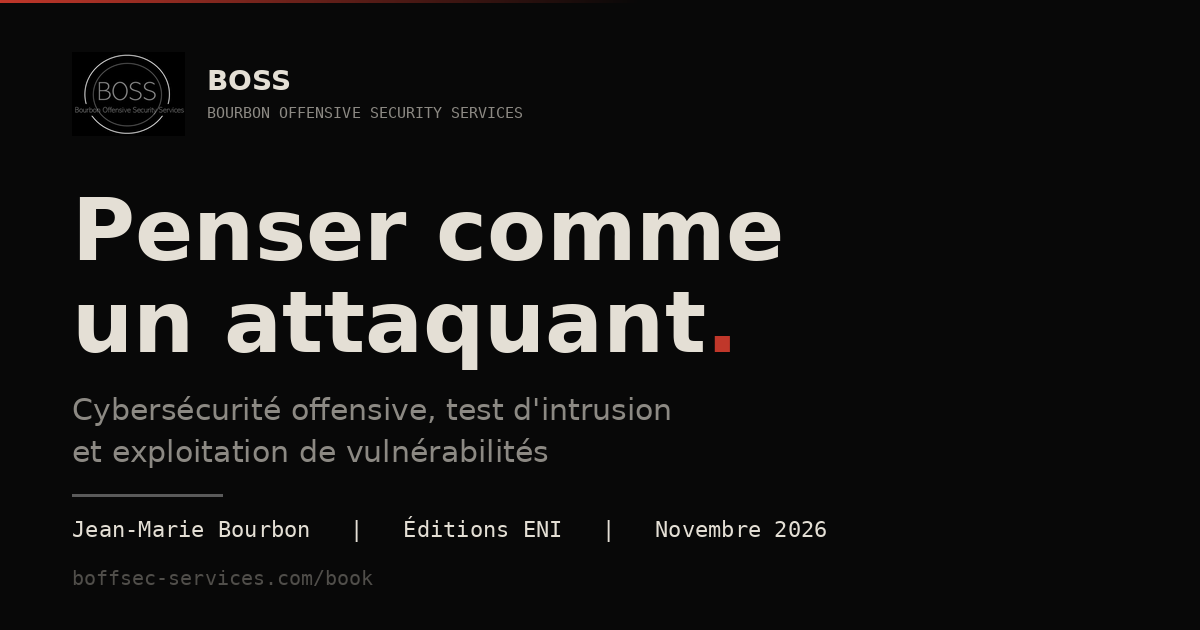 BOSS
Bourbon Offensive Security Services
BOSS
BOURBON OFFENSIVE SECURITY SERVICES
Penser comme
un attaquant.
Cybersécurité offensive, test d'intrusion
et exploitation de vulnérabilités
Jean-Marie Bourbon | Éditions ENI | Novembre 2026
boffsec-services.com/book